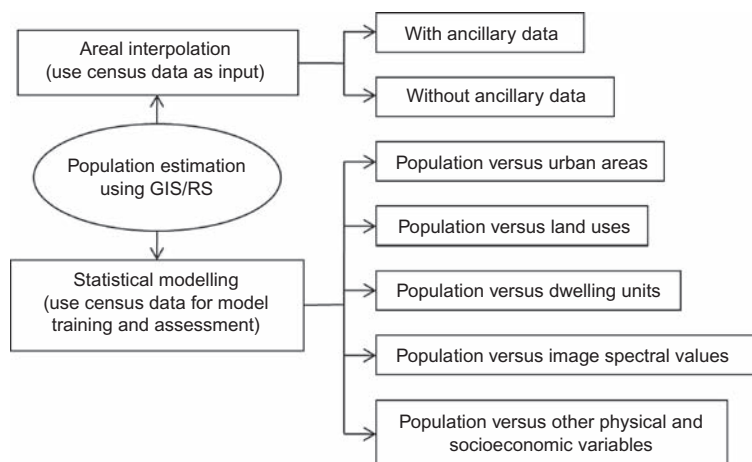 Areal interpolation
(use census data as input)
With ancillary data
Without ancillary data
Population estimation
using GIS/RS
Statistical modelling
(use census data for model
training and assessment)
Population versus urban areas
Population versus land uses
Population versus dwelling units
Population versus image spectral values
Population versus other physical and
socioeconomic variables